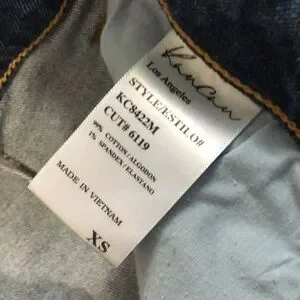 KanCan
Los Angeles
STYLE/ESTILO#
KC8422M
CUT# 6119
99% COTTON / ALGODON
1% SPANDEX / ELASTANO
MADE IN VIETNAM
XS